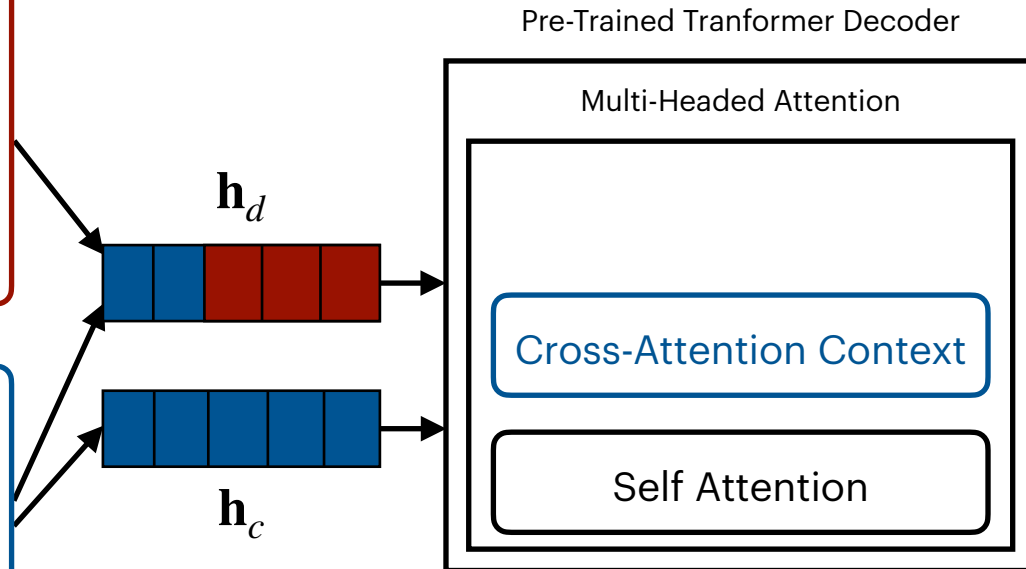 Pre-Trained Tranformer Decoder
Multi-Headed Attention
h_d
Cross-Attention Context
Self Attention
h_c